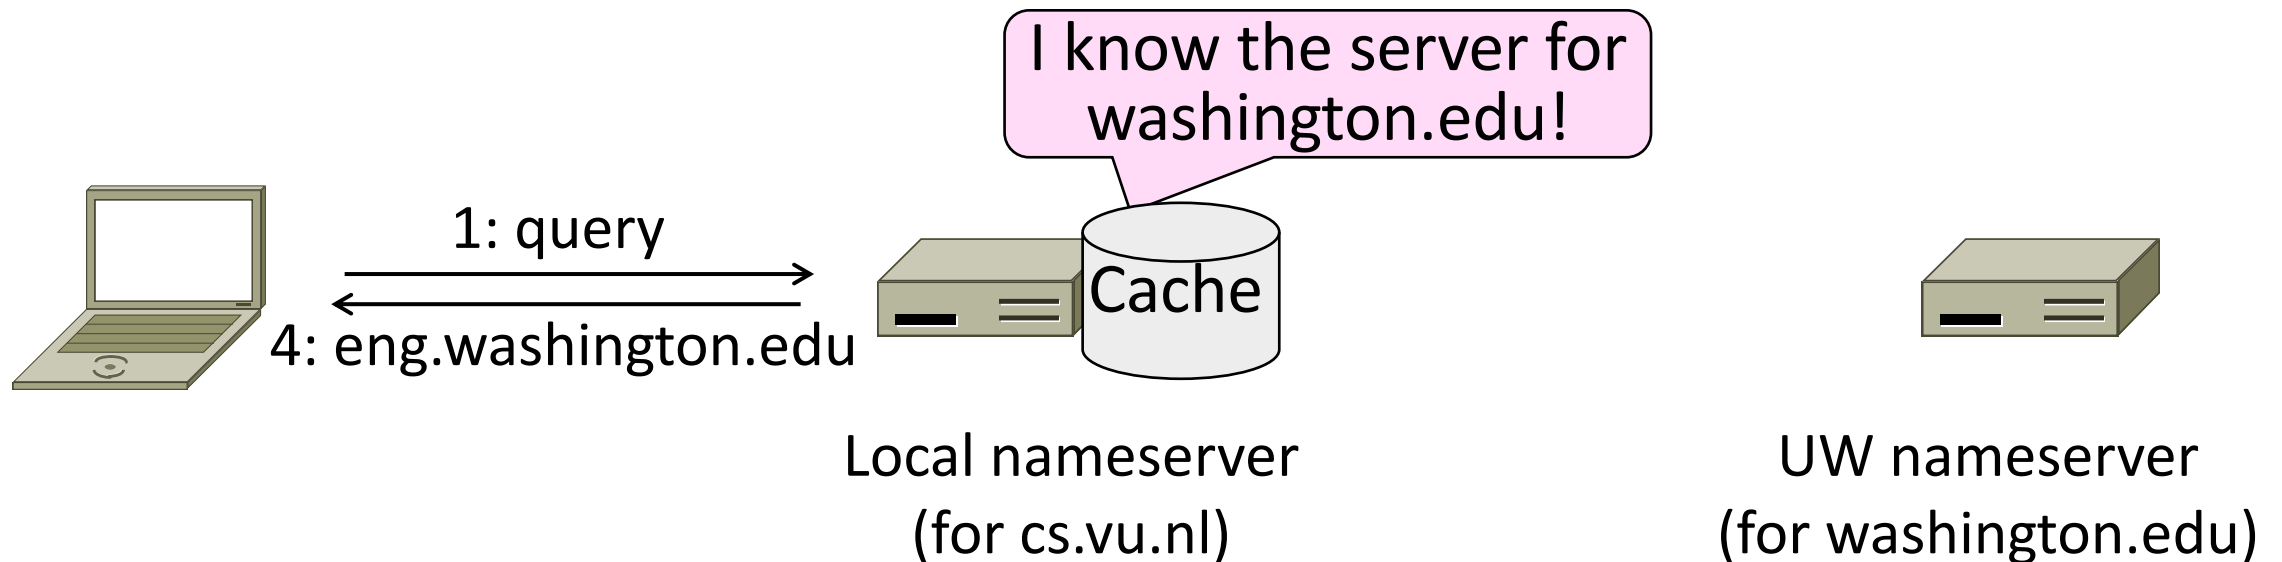 I know the server for
washington.edu!
1: query
Cache
4: eng.washington.edu
Local nameserver
(for cs.vu.nl)
UW nameserver
(for washington.edu)